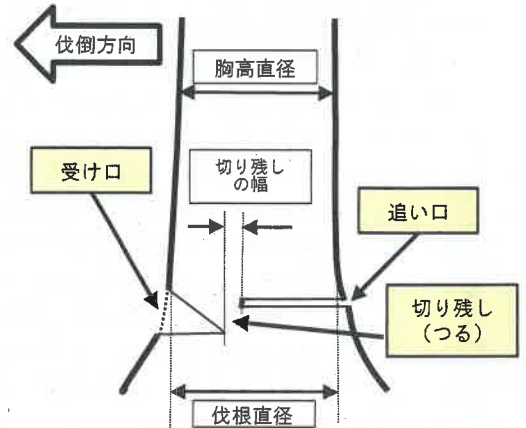 伐倒方向
胸高直径
切り残し
の幅
受け口
追い口
切り残し
(つる)
伐根直径